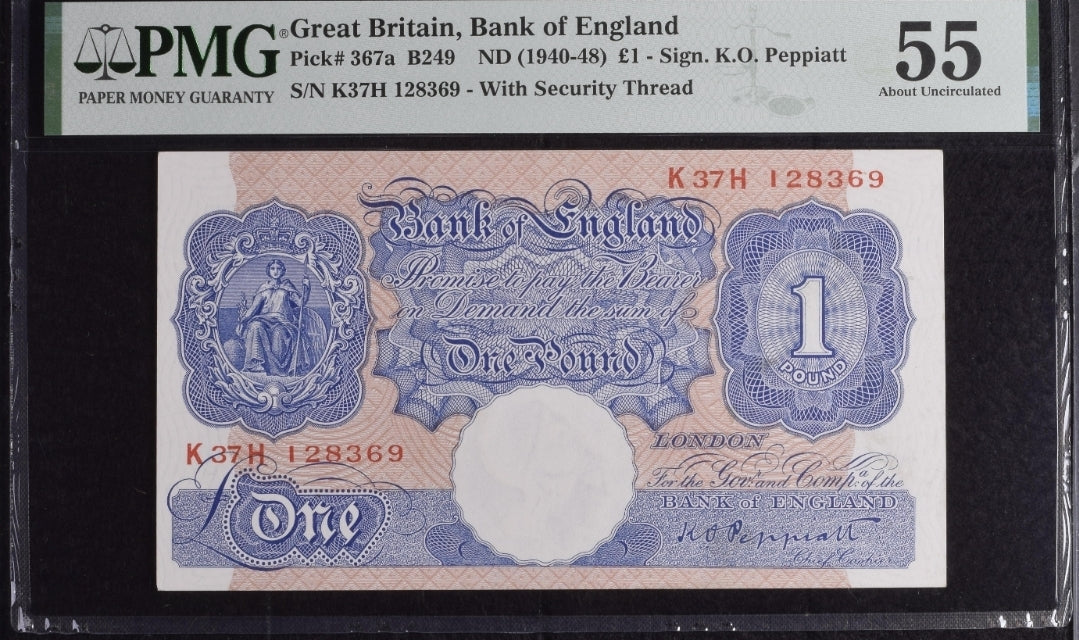 PMG®
PAPER MONEY GUARANTY
Great Britain, Bank of England
Pick# 367a B249 ND (1940-48) £1 - Sign. K.O. Peppiatt
S/N K37H 128369 - With Security Thread
55
About Uncirculated
K37H 128369
Bank of England
Promise to pay the Bearer
on Demand the sum of
One Pound
1
POUND
K37H 128369
LONDON
For the Govr. and Compa. of the
BANK of ENGLAND
K O Peppiatt
Chief Cashier
£One